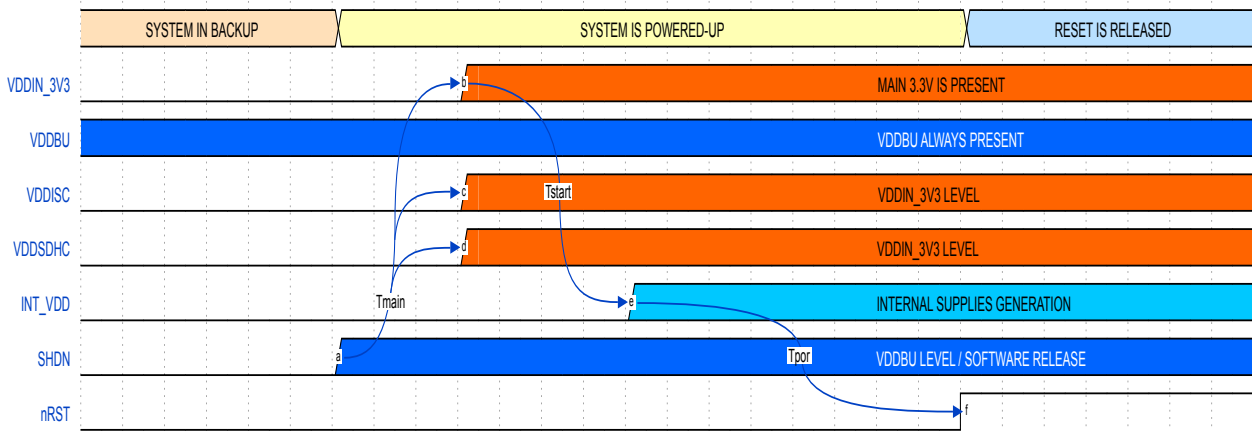 SYSTEM IN BACKUP SYSTEM IS POWERED-UP RESET IS RELEASED
VDDIN_3V3 b MAIN 3.3V IS PRESENT
VDDBU VDDBU ALWAYS PRESENT
VDDISC c Tstart VDDIN_3V3 LEVEL
VDDSDHC d VDDIN_3V3 LEVEL
INT_VDD Tmain e INTERNAL SUPPLIES GENERATION
SHDN a Tpor VDDBU LEVEL / SOFTWARE RELEASE
nRST f